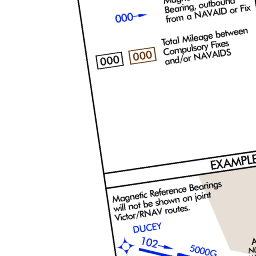 Bearing, outbound
from a NAVAID or Fix
000
Total Mileage between
Compulsory Fixes
and/or NAVAIDS
000
000
EXAMPLE
Magnetic Reference Bearings
will not be shown on joint
Victor/RNAV routes.
DUCEY
102
5000G